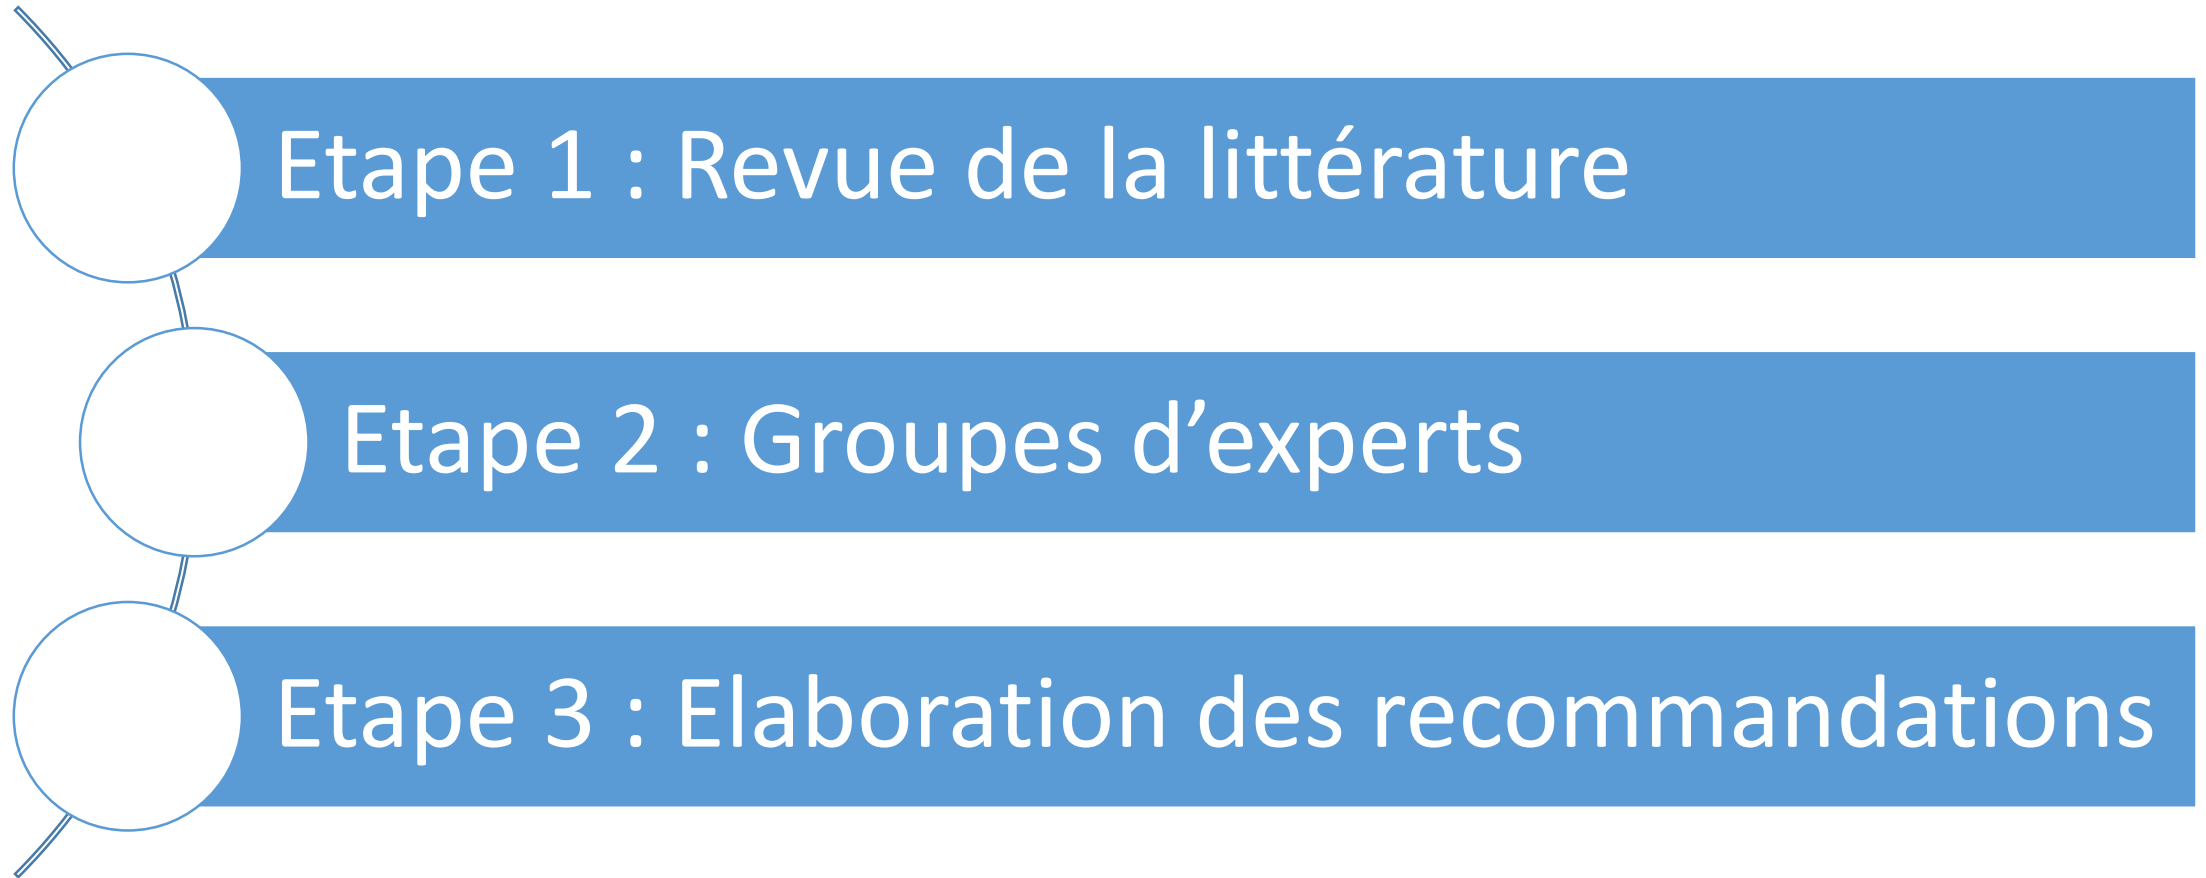 Etape 1 : Revue de la littérature
Etape 2 : Groupes d’experts
Etape 3 : Elaboration des recommandations